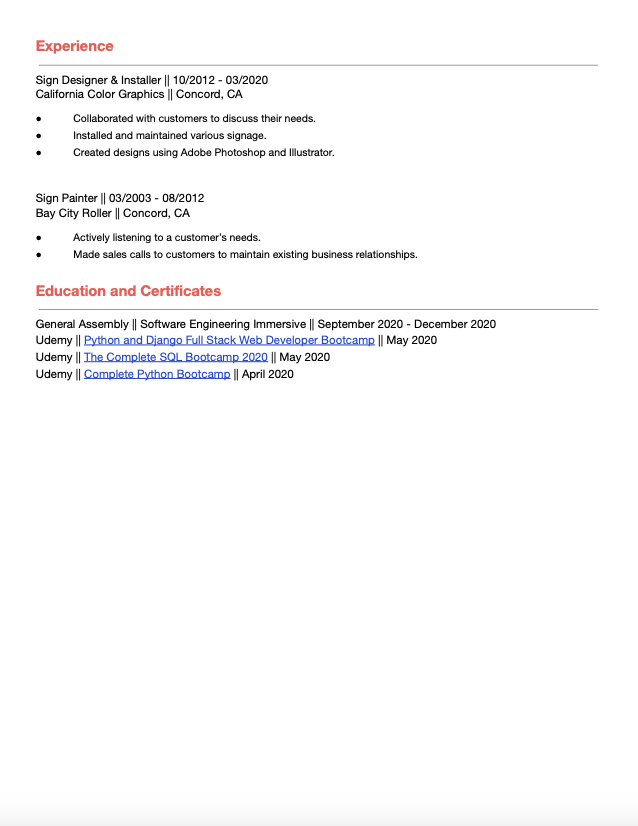 Experience
Sign Designer & Installer || 10/2012 - 03/2020
California Color Graphics || Concord, CA
● Collaborated with customers to discuss their needs.
● Installed and maintained various signage.
● Created designs using Adobe Photoshop and Illustrator.
Sign Painter || 03/2003 - 08/2012
Bay City Roller || Concord, CA
● Actively listening to a customer's needs.
● Made sales calls to customers to maintain existing business relationships.
Education and Certificates
General Assembly || Software Engineering Immersive || September 2020 - December 2020
Udemy || Python and Django Full Stack Web Developer Bootcamp || May 2020
Udemy || The Complete SQL Bootcamp 2020 || May 2020
Udemy || Complete Python Bootcamp || April 2020